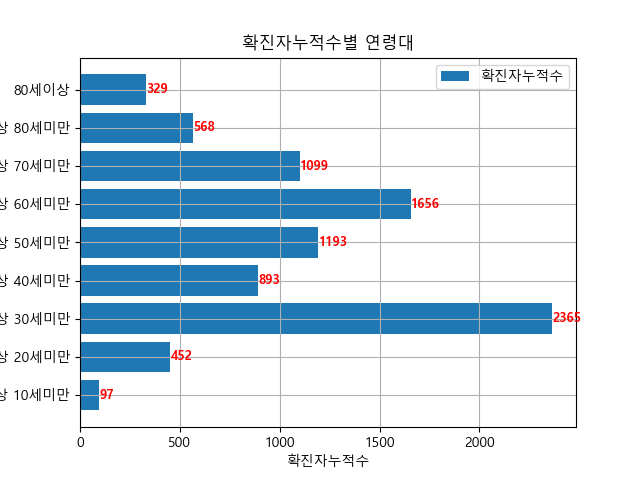 확진자누적수별 연령대
확진자누적수
80세이상 329
상 80세미만 568
상 70세미만 1099
상 60세미만 1656
상 50세미만 1193
상 40세미만 893
상 30세미만 2365
상 20세미만 452
상 10세미만 97
0 500 1000 1500 2000
확진자누적수